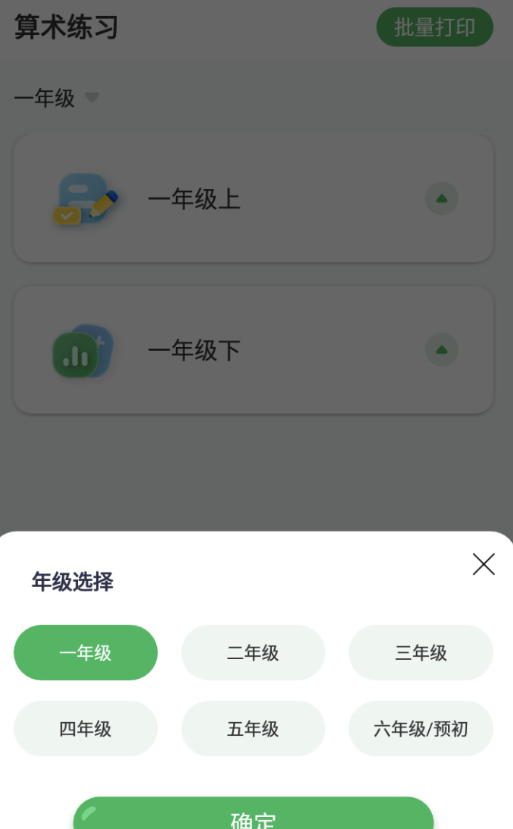 算术练习 批量打印
一年级
一年级上
一年级下
年级选择
一年级 二年级 三年级
四年级 五年级 六年级/预初
确定